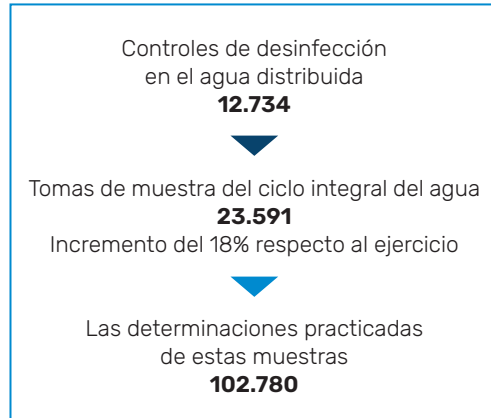 Controles de desinfección
en el agua distribuida
12.734
Tomas de muestra del ciclo integral del agua
23.591
Incremento del 18% respecto al ejercicio
Las determinaciones practicadas
de estas muestras
102.780